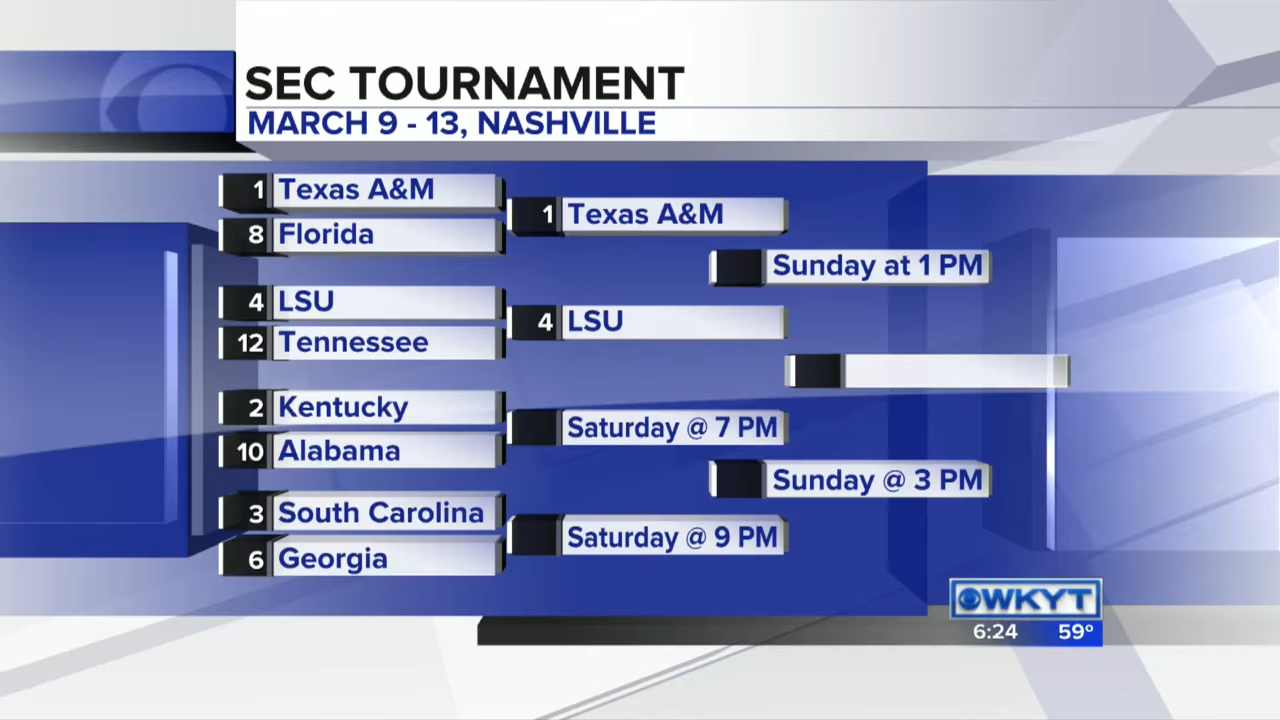 SEC TOURNAMENT
MARCH 9 - 13, NASHVILLE
1 Texas A&M
8 Florida
1 Texas A&M
Sunday at 1 PM
4 LSU
12 Tennessee
4 LSU
2 Kentucky
10 Alabama
Saturday @ 7 PM
Sunday @ 3 PM
3 South Carolina
6 Georgia
Saturday @ 9 PM
WKYT
6:24 59º